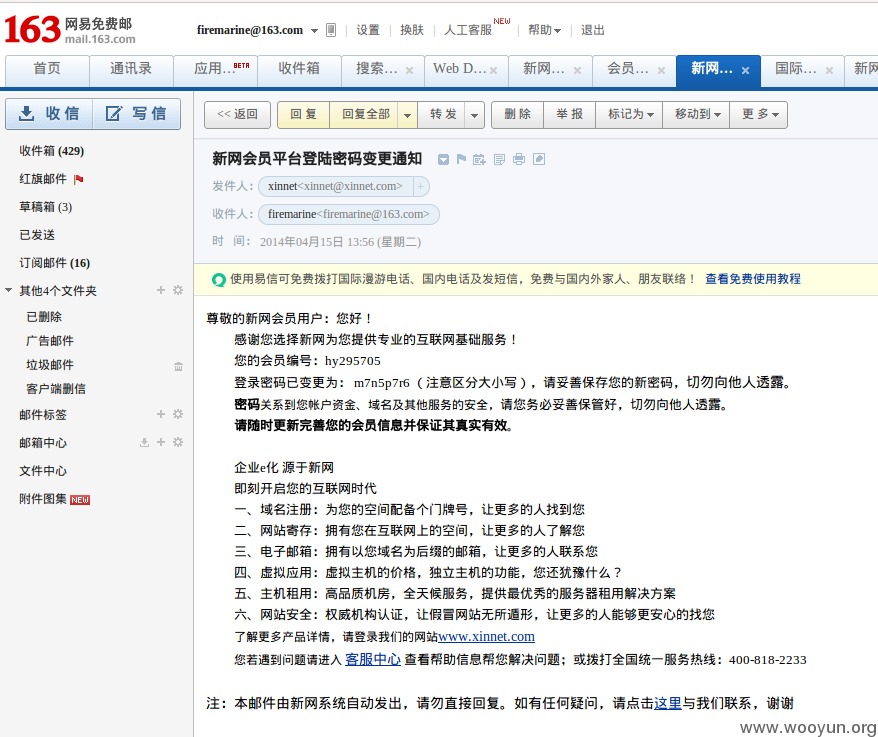 163 网易免费邮
mail.163.com
firemarine@163.com 设置 换肤 人工客服 NEW 帮助 退出
首页 通讯录 应用... BETA 收件箱 搜索... Web D... 新网... 会员... 新网... 国际... 新网
收信 写信
<< 返回 回复 回复全部 转发 删除 举报 标记为 移动到 更多
收件箱 (429)
红旗邮件
草稿箱 (3)
已发送
订阅邮件 (16)
其他4个文件夹
已删除
广告邮件
垃圾邮件
客户端删信
邮件标签
邮箱中心
文件中心
附件图集 NEW
新网会员平台登陆密码变更通知
发件人： xinnet<xinnet@xinnet.com> +
收件人： firemarine<firemarine@163.com>
时 间： 2014年04月15日 13:56 (星期二)
使用易信可免费拨打国际漫游电话、国内电话及发短信，免费与国内外家人、朋友联络！ 查看免费使用教程
尊敬的新网会员用户：您好！
感谢您选择新网为您提供专业的互联网基础服务！
您的会员编号：hy295705
登录密码已变更为： m7n5p7r6 （注意区分大小写），请妥善保存您的新密码，切勿向他人透露。
密码关系到您帐户资金、域名及其他服务的安全，请您务必妥善保管好，切勿向他人透露。
请随时更新完善您的会员信息并保证其真实有效。
企业e化 源于新网
即刻开启您的互联网时代
一、域名注册：为您的空间配备个门牌号，让更多的人找到您
二、网站寄存：拥有您在互联网上的空间，让更多的人了解您
三、电子邮箱：拥有以您域名为后缀的邮箱，让更多的人联系您
四、虚拟应用：虚拟主机的价格，独立主机的功能，您还犹豫什么？
五、主机租用：高品质机房，全天候服务，提供最优秀的服务器租用解决方案
六、网站安全：权威机构认证，让假冒网站无所遁形，让更多的人能够更安心的找您
了解更多产品详情，请登录我们的网站www.xinnet.com
您若遇到问题请进入 客服中心 查看帮助信息帮您解决问题；或拨打全国统一服务热线：400-818-2233
注：本邮件由新网系统自动发出，请勿直接回复。如有任何疑问，请点击这里与我们联系，谢谢
www.wooyun.org